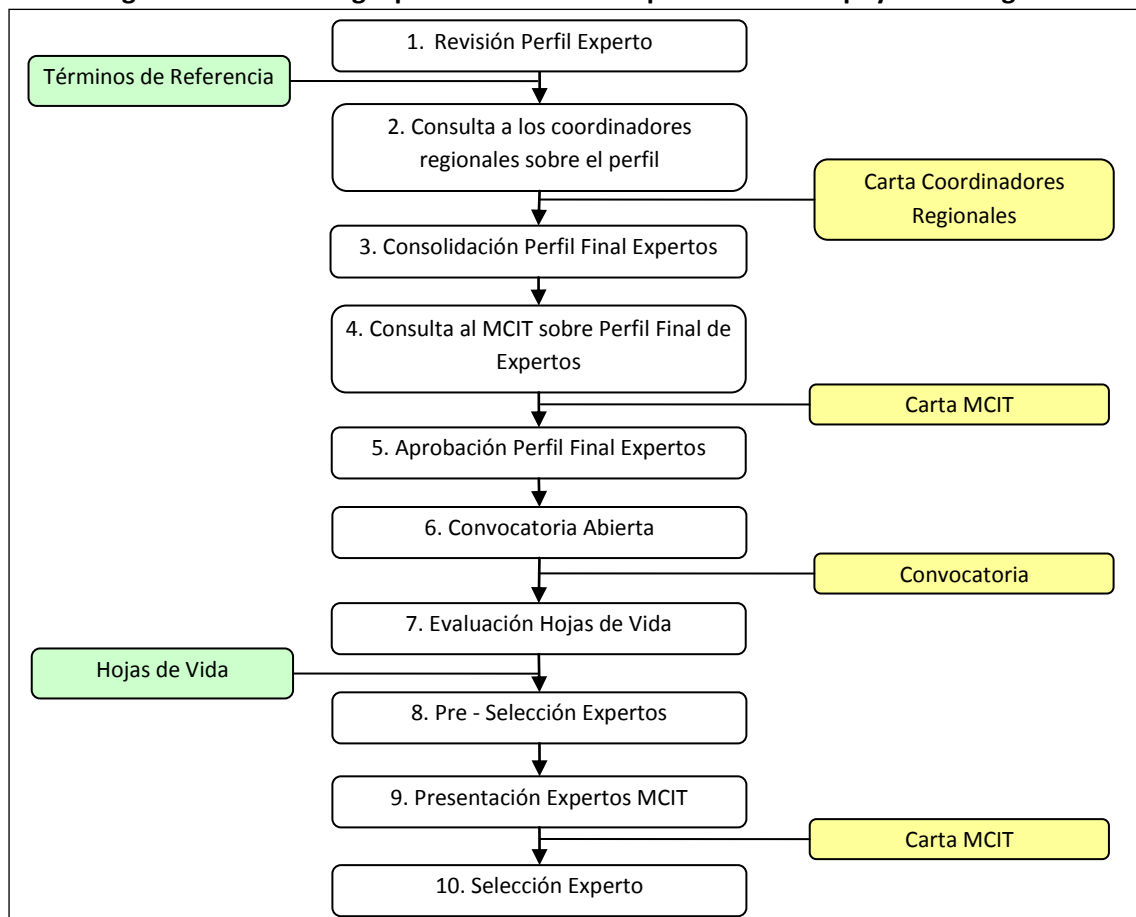 1. Revisión Perfil Experto
Términos de Referencia
2. Consulta a los coordinadores
regionales sobre el perfil
Carta Coordinadores
Regionales
3. Consolidación Perfil Final Expertos
4. Consulta al MCIT sobre Perfil Final de
Expertos
Carta MCIT
5. Aprobación Perfil Final Expertos
6. Convocatoria Abierta
Convocatoria
7. Evaluación Hojas de Vida
Hojas de Vida
8. Pre - Selección Expertos
9. Presentación Expertos MCIT
Carta MCIT
10. Selección Experto